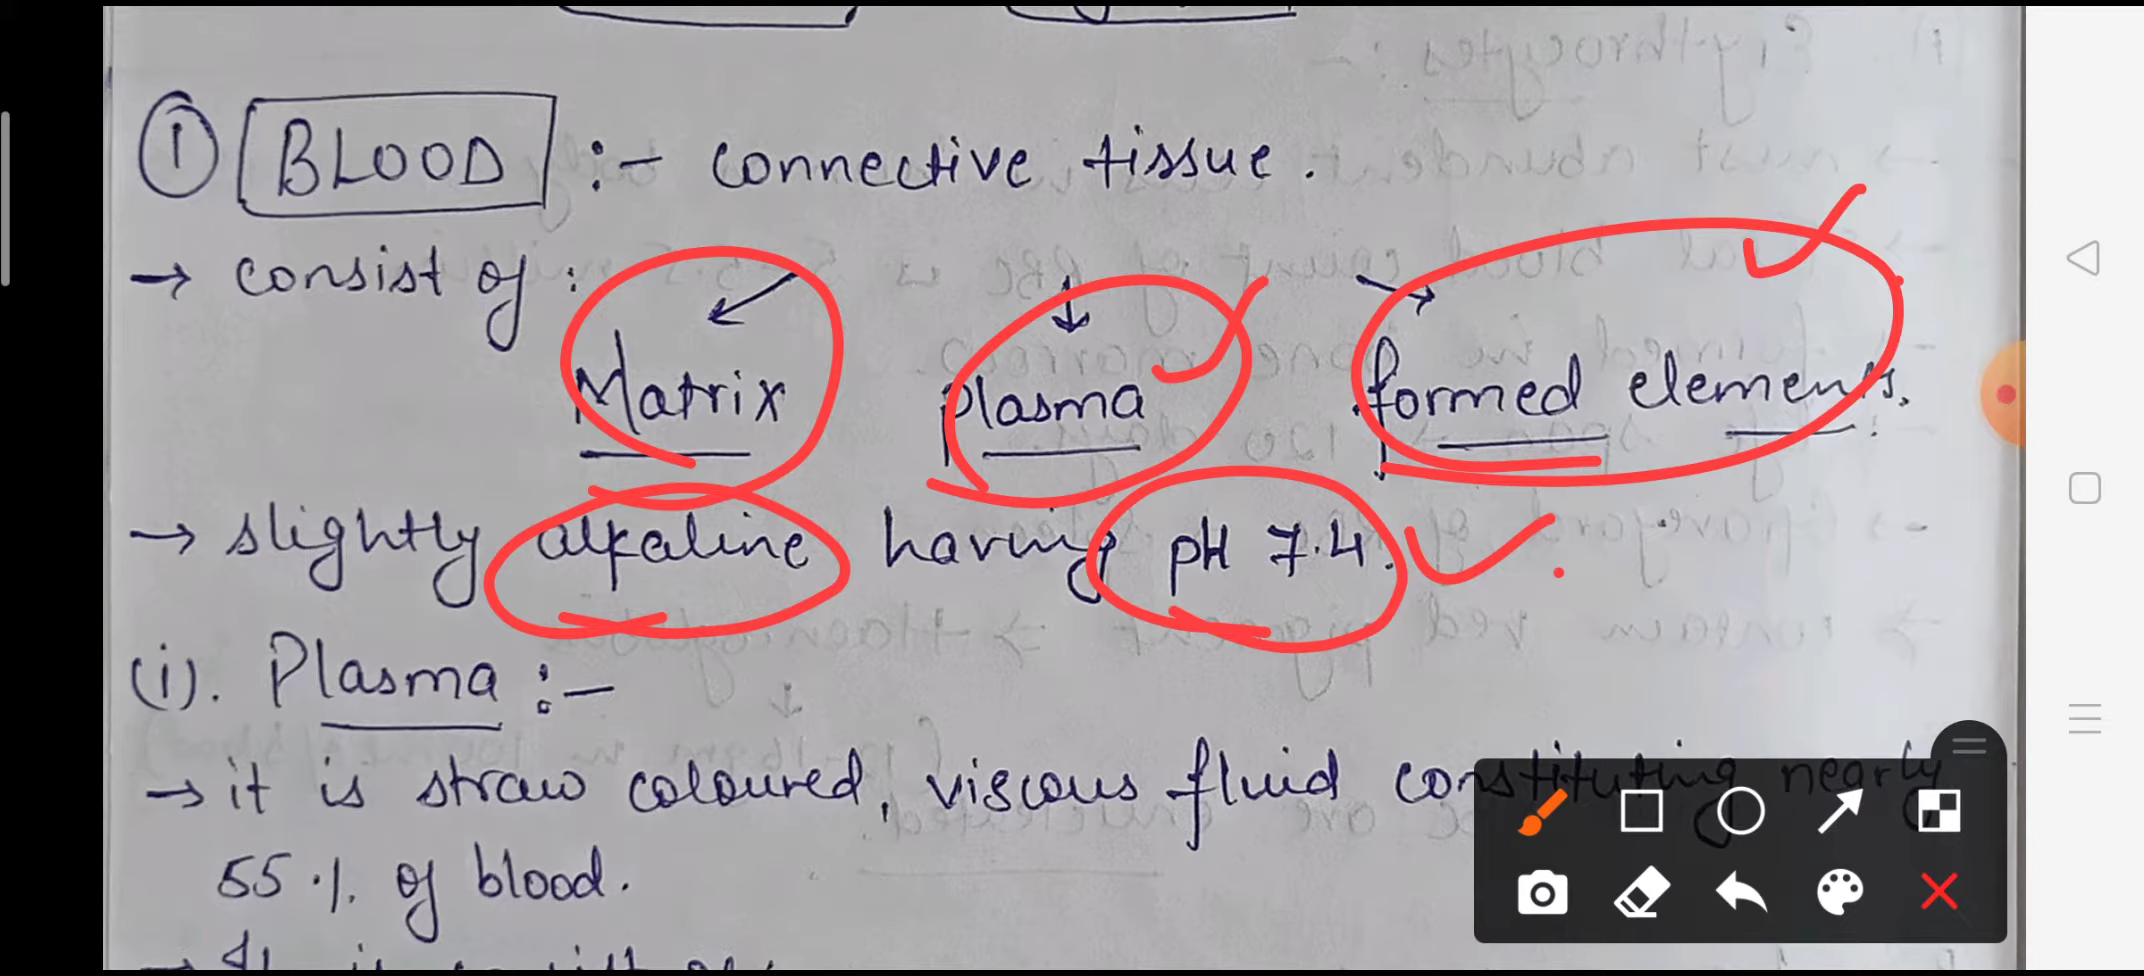 ① BLOOD :- connective tissue.
→ consist of :
Matrix plasma formed elements.
→ slightly alkaline having pH 7.4.
(i). Plasma :-
→ it is straw coloured, viscous fluid constituting nearly
55 %. of blood.